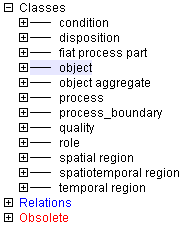 Classes
condition
disposition
fiat process part
object
object aggregate
process
process_boundary
quality
role
spatial region
spatiotemporal region
temporal region
Relations
Obsolete